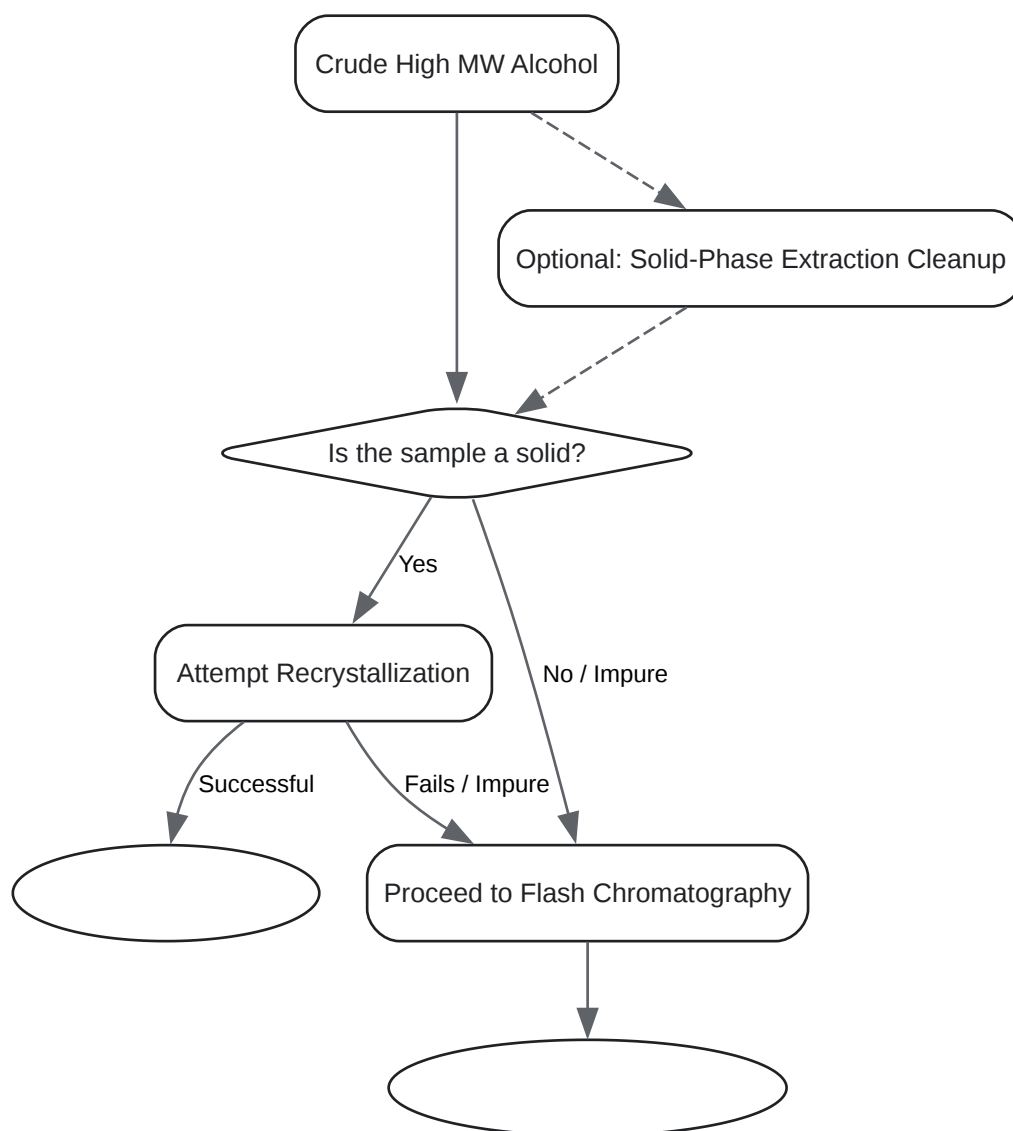 Crude High MW Alcohol
Optional: Solid-Phase Extraction Cleanup
Is the sample a solid?
Yes
Attempt Recrystallization
No / Impure
Successful
Fails / Impure
Proceed to Flash Chromatography